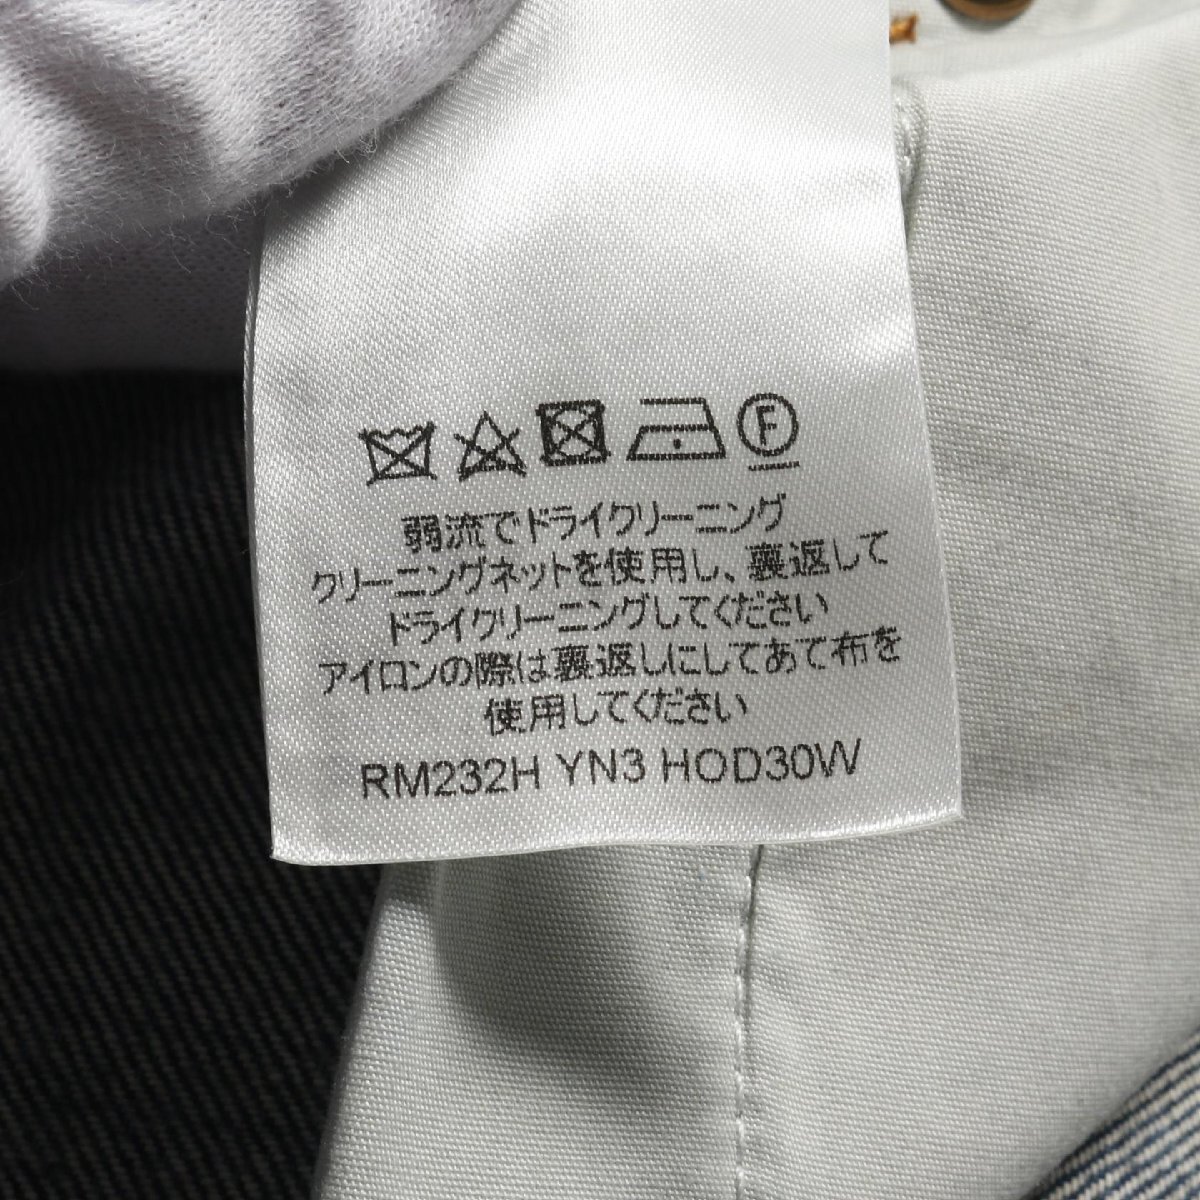 F
弱流でドライクリーニング
クリーニングネットを使用し、裏返して
ドライクリーニングしてください
アイロンの際は裏返しにしてあて布を
使用してください
RM232H YN3 HOD30W